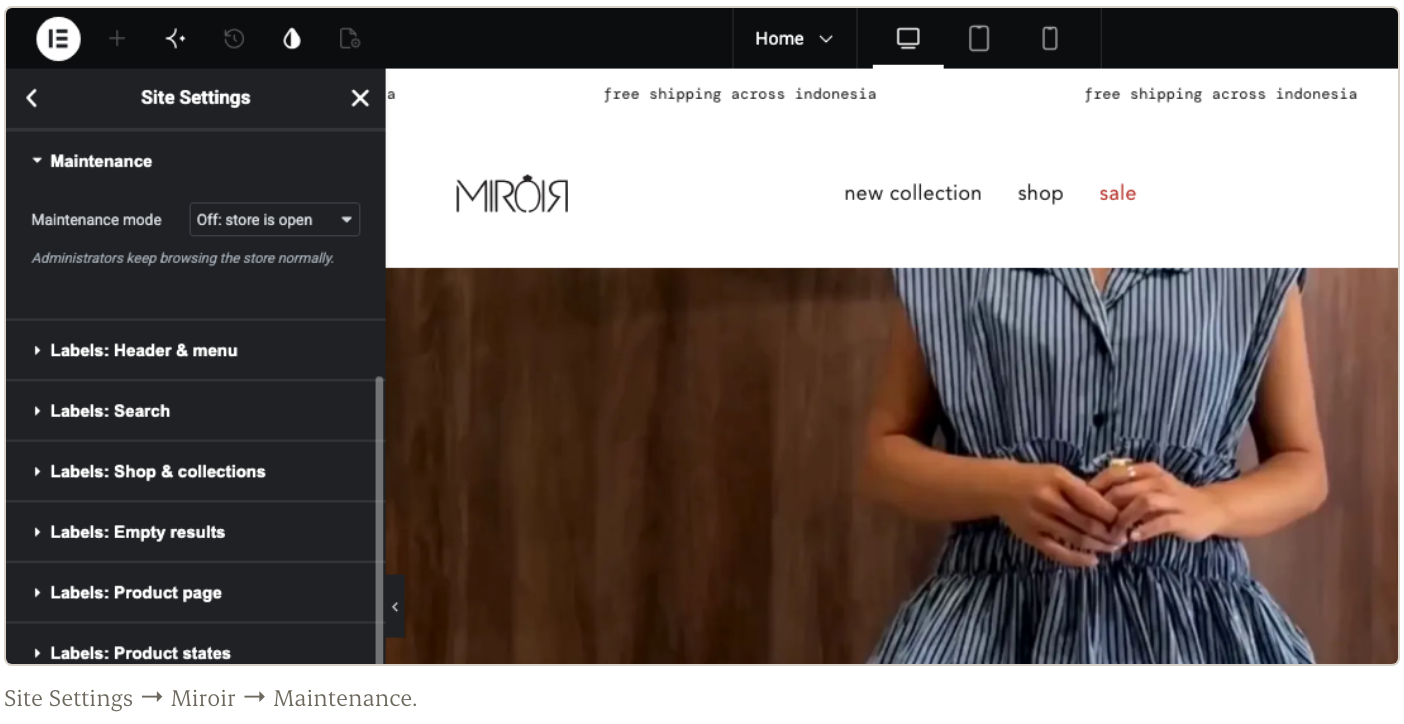 Home
Site Settings
a
free shipping across indonesia
free shipping across indonesia
Maintenance
MIROIR
new collection
shop
sale
Maintenance mode
Off: store is open
Administrators keep browsing the store normally.
Labels: Header & menu
Labels: Search
Labels: Shop & collections
Labels: Empty results
Labels: Product page
Labels: Product states
Site Settings → Miroir → Maintenance.